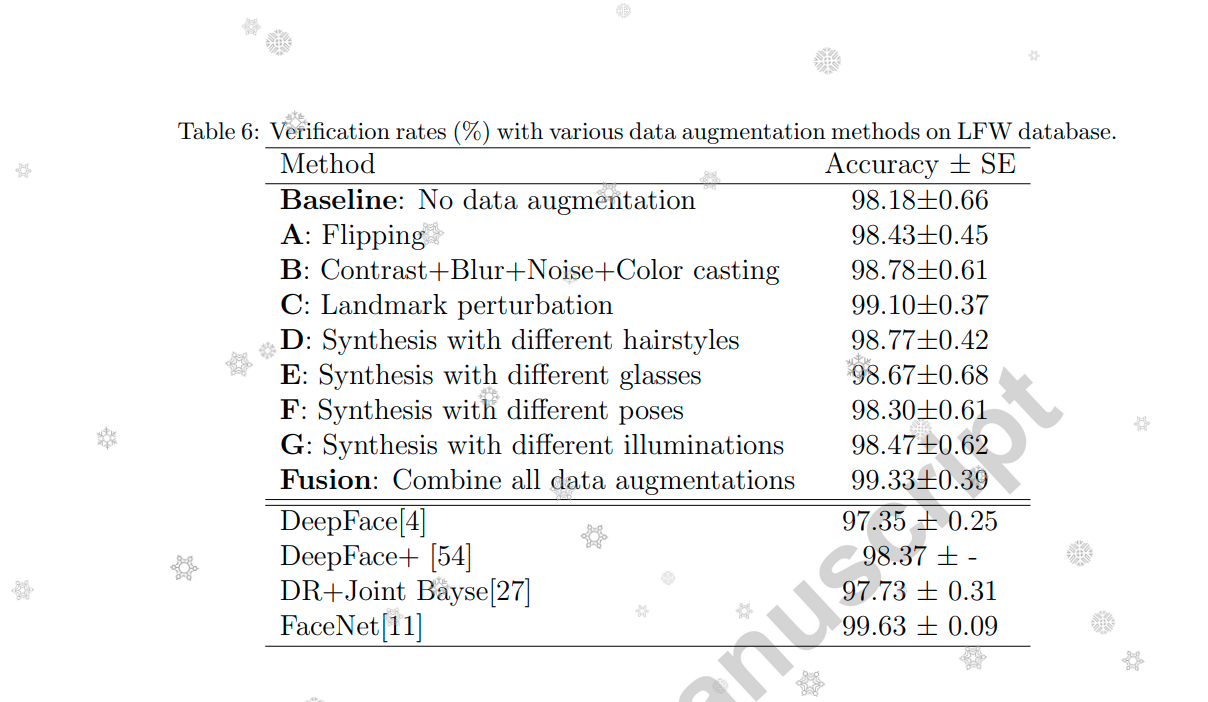 Table 6: Verification rates (%) with various data augmentation methods on LFW database.
Method Accuracy ± SE
Baseline: No data augmentation 98.18±0.66
A: Flipping 98.43±0.45
B: Contrast+Blur+Noise+Color casting 98.78±0.61
C: Landmark perturbation 99.10±0.37
D: Synthesis with different hairstyles 98.77±0.42
E: Synthesis with different glasses 98.67±0.68
F: Synthesis with different poses 98.30±0.61
G: Synthesis with different illuminations 98.47±0.62
Fusion: Combine all data augmentations 99.33±0.39
DeepFace[4] 97.35 ± 0.25
DeepFace+ [54] 98.37 ± -
DR+Joint Bayse[27] 97.73 ± 0.31
FaceNet[11] 99.63 ± 0.09
anuscript